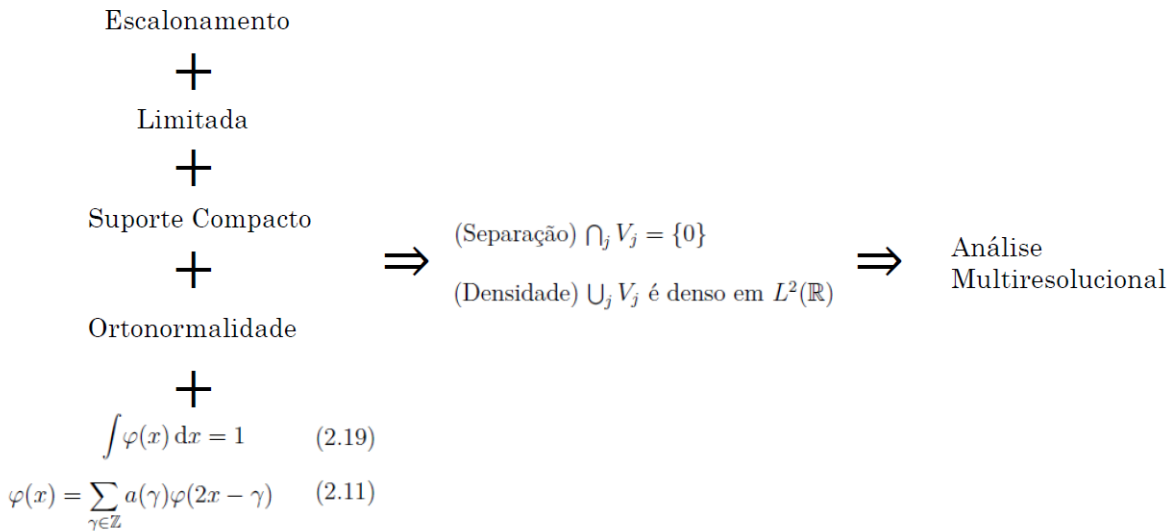 Escalonamento
+
Limitada
+
Suporte Compacto
+
Ortonormalidade
+
∫φ(x) dx = 1 (2.19)
φ(x) = ∑_{γ∈ℤ} a(γ)φ(2x − γ) (2.11)
⇒
(Separação) ⋂_j V_j = {0}
(Densidade) ⋃_j V_j é denso em L²(ℝ)
⇒
Análise
Multiresolucional